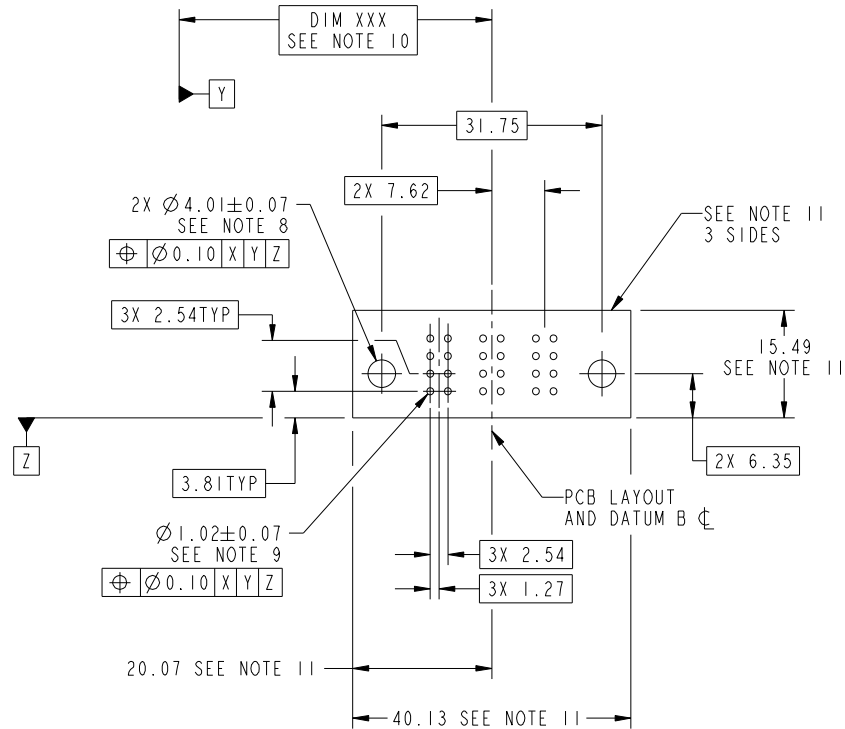 DIM XXX
SEE NOTE 10
Y
31.75
2X 7.62
2X Ø4.01±0.07
SEE NOTE 8
⌖ Ø0.10 X Y Z
SEE NOTE 11
3 SIDES
3X 2.54TYP
15.49
SEE NOTE 11
Z
2X 6.35
3.81TYP
PCB LAYOUT
AND DATUM B ℄
Ø1.02±0.07
SEE NOTE 9
⌖ Ø0.10 X Y Z
3X 2.54
3X 1.27
20.07 SEE NOTE 11
40.13 SEE NOTE 11